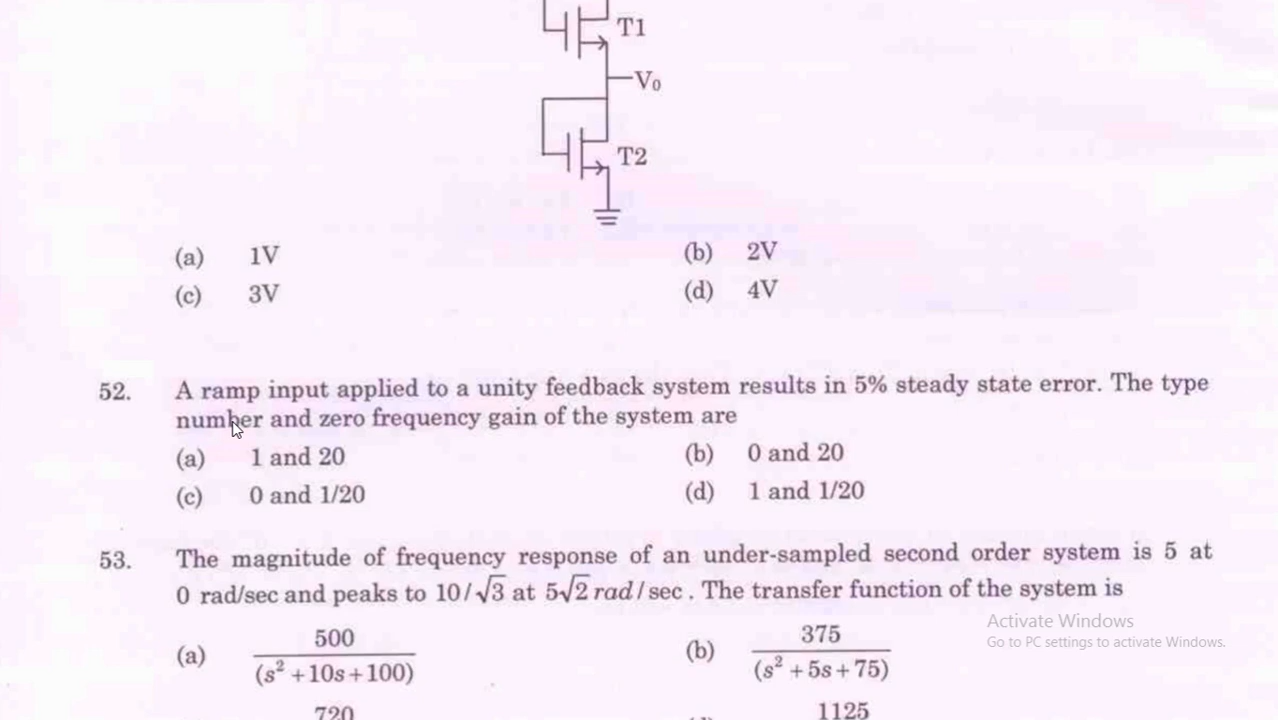 T1
V₀
T2
(a) 1V (b) 2V
(c) 3V (d) 4V
52. A ramp input applied to a unity feedback system results in 5% steady state error. The type
number and zero frequency gain of the system are
(a) 1 and 20 (b) 0 and 20
(c) 0 and 1/20 (d) 1 and 1/20
53. The magnitude of frequency response of an under-sampled second order system is 5 at
0 rad/sec and peaks to 10/√3 at 5√2 rad/sec. The transfer function of the system is
(a) 500 / (s² + 10s + 100) (b) 375 / (s² + 5s + 75)
720 1125
Activate Windows
Go to PC settings to activate Windows.